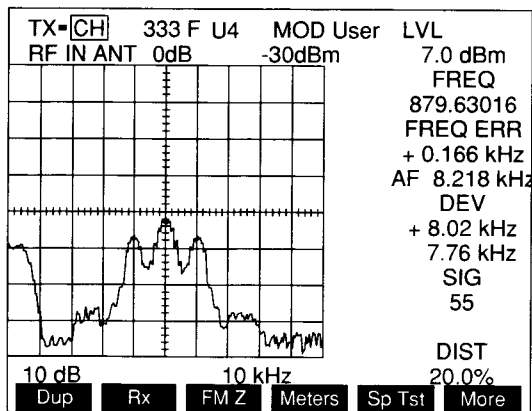 TX=CH 333 F U4 MOD User LVL
RF IN ANT 0dB -30dBm 7.0 dBm
FREQ
879.63016
FREQ ERR
+ 0.166 kHz
AF 8.218 kHz
DEV
+ 8.02 kHz
7.76 kHz
SIG
55
DIST
10 dB 10 kHz 20.0%
Dup Rx FM Z Meters Sp Tst More